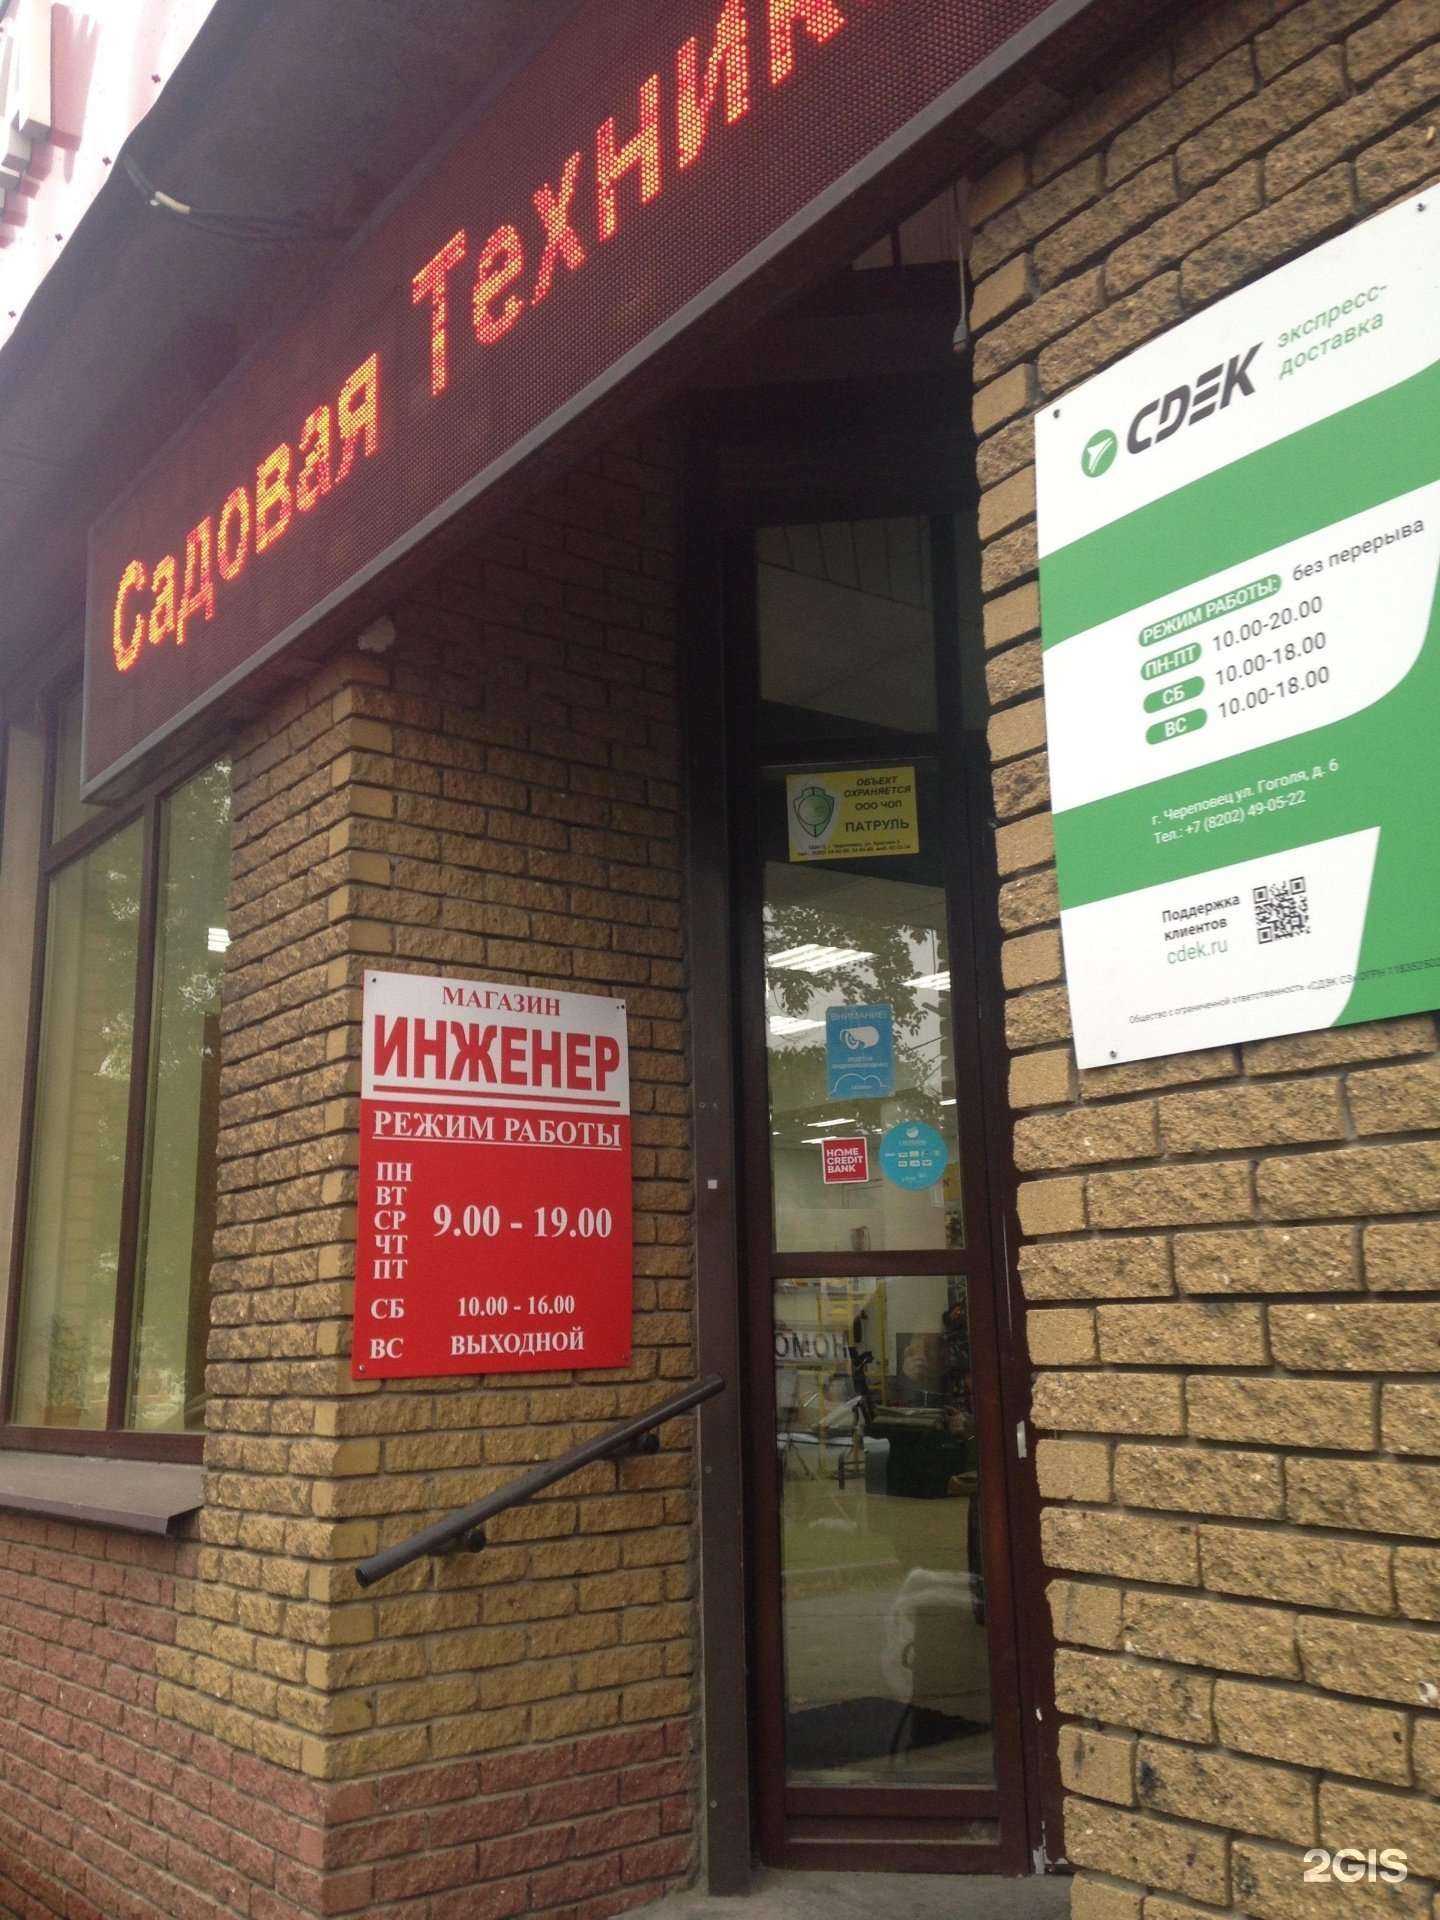 Садовая Техника
CDEK
экспресс-
доставка
РЕЖИМ РАБОТЫ: без перерыва
ПН-ПТ 10.00-20.00
СБ 10.00-18.00
ВС 10.00-18.00
г. Череповец ул. Гоголя, д. 6
Тел.: +7 (8202) 49-05-22
Поддержка
клиентов
cdek.ru
ОБЪЕКТ
ОХРАНЯЕТСЯ
ООО ЧОП
ПАТРУЛЬ
МАГАЗИН
ИНЖЕНЕР
РЕЖИМ РАБОТЫ
ПН
ВТ
СР 9.00 - 19.00
ЧТ
ПТ
СБ 10.00 - 16.00
ВС ВЫХОДНОЙ
ВНИМАНИЕ!
HOME
CREDIT
BANK
2GIS